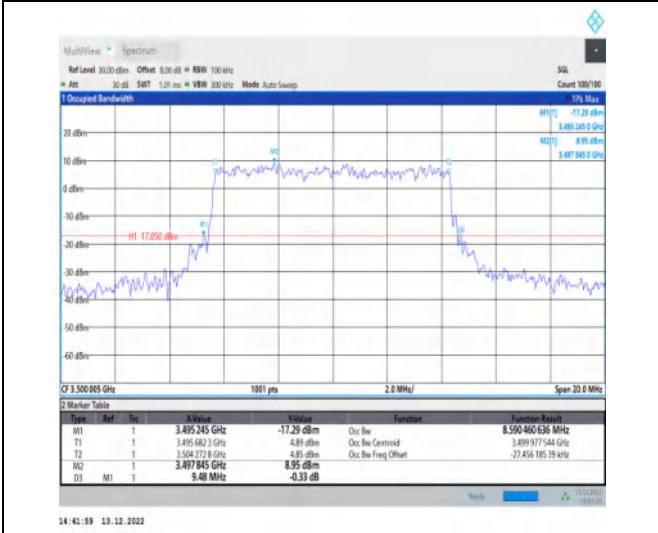 MultiView Spectrum
Ref Level 30.00 dBm Offset 8.00 dB RBW 100 kHz SGL
Att 30 dB SWT 1.01 ms VBW 300 kHz Mode Auto Sweep Count 100/100
1 Occupied Bandwidth 1Pk Max
M1[1] -17.29 dBm
3.495 245 0 GHz
M2[1] 8.95 dBm
3.497 845 0 GHz
20 dBm
M2
10 dBm
0 dBm
-10 dBm
M1
H1 -17.050 dBm
D3
-20 dBm
-30 dBm
-40 dBm
-50 dBm
-60 dBm
CF 3.500 005 GHz 1001 pts 2.0 MHz/ Span 20.0 MHz
2 Marker Table
Type Ref Trc X-Value Y-Value Function Function Result
M1 1 3.495 245 GHz -17.29 dBm Occ Bw 8.590 460 636 MHz
T1 1 3.495 682 3 GHz 4.89 dBm Occ Bw Centroid 3.499 977 544 GHz
T2 1 3.504 272 8 GHz 4.85 dBm Occ Bw Freq Offset -27.456 185 39 kHz
M2 1 3.497 845 GHz 8.95 dBm
D3 M1 1 9.48 MHz -0.33 dB
Ready
14:41:59 13.12.2022